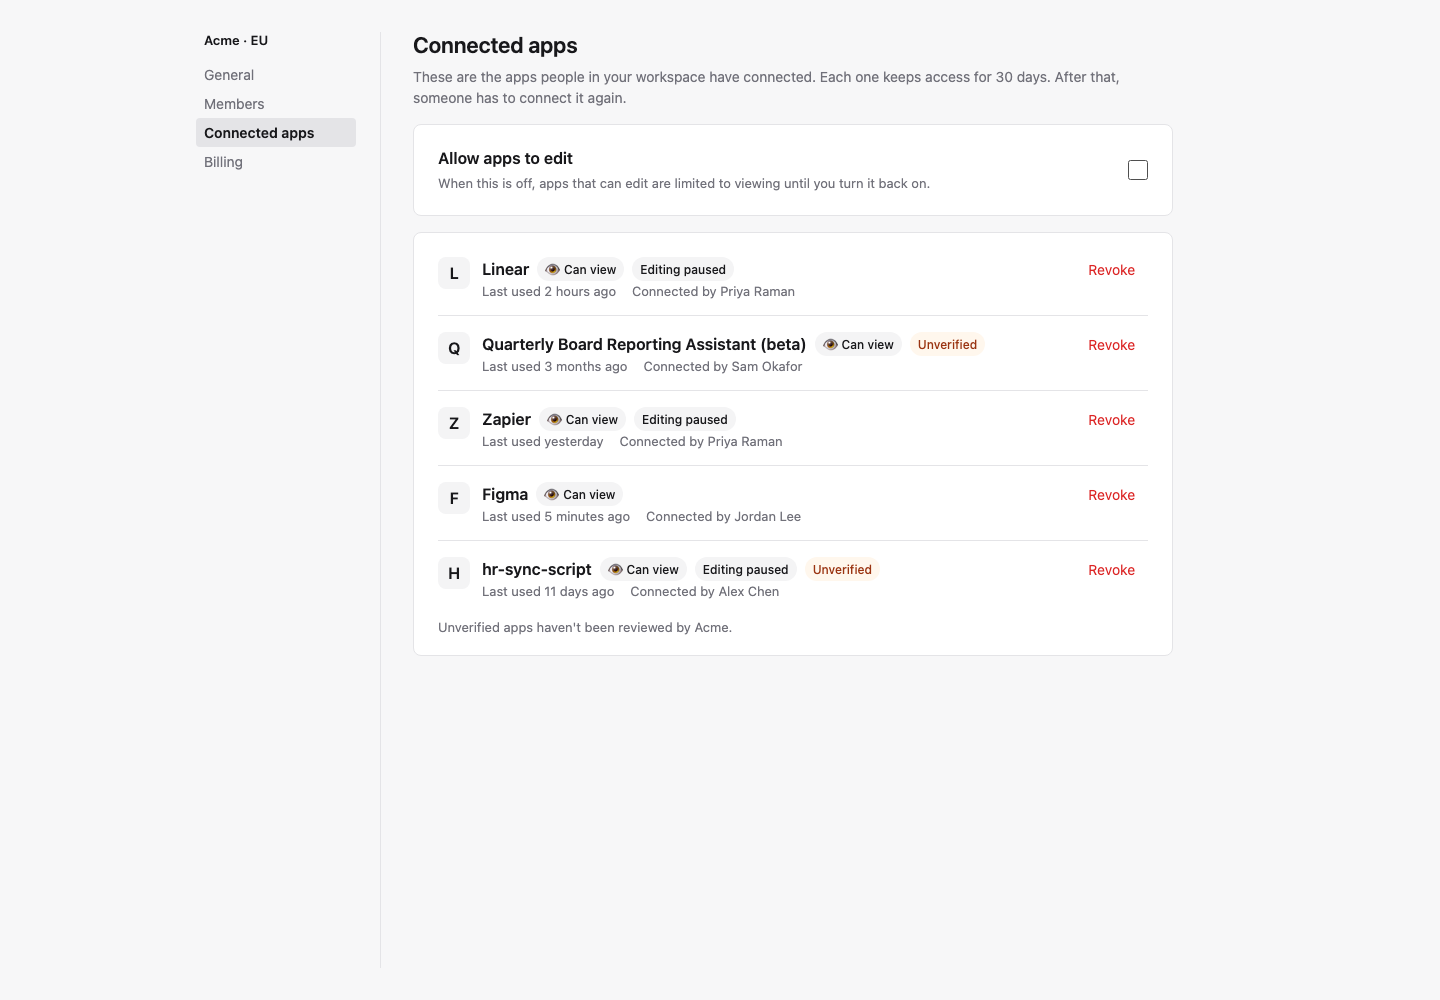 Acme · EU
General
Members
Connected apps
Billing
Connected apps
These are the apps people in your workspace have connected. Each one keeps access for 30 days. After that,
someone has to connect it again.
Allow apps to edit
When this is off, apps that can edit are limited to viewing until you turn it back on.
L Linear Can view Editing paused Revoke
Last used 2 hours ago Connected by Priya Raman
Q Quarterly Board Reporting Assistant (beta) Can view Unverified Revoke
Last used 3 months ago Connected by Sam Okafor
Z Zapier Can view Editing paused Revoke
Last used yesterday Connected by Priya Raman
F Figma Can view Revoke
Last used 5 minutes ago Connected by Jordan Lee
H hr-sync-script Can view Editing paused Unverified Revoke
Last used 11 days ago Connected by Alex Chen
Unverified apps haven't been reviewed by Acme.